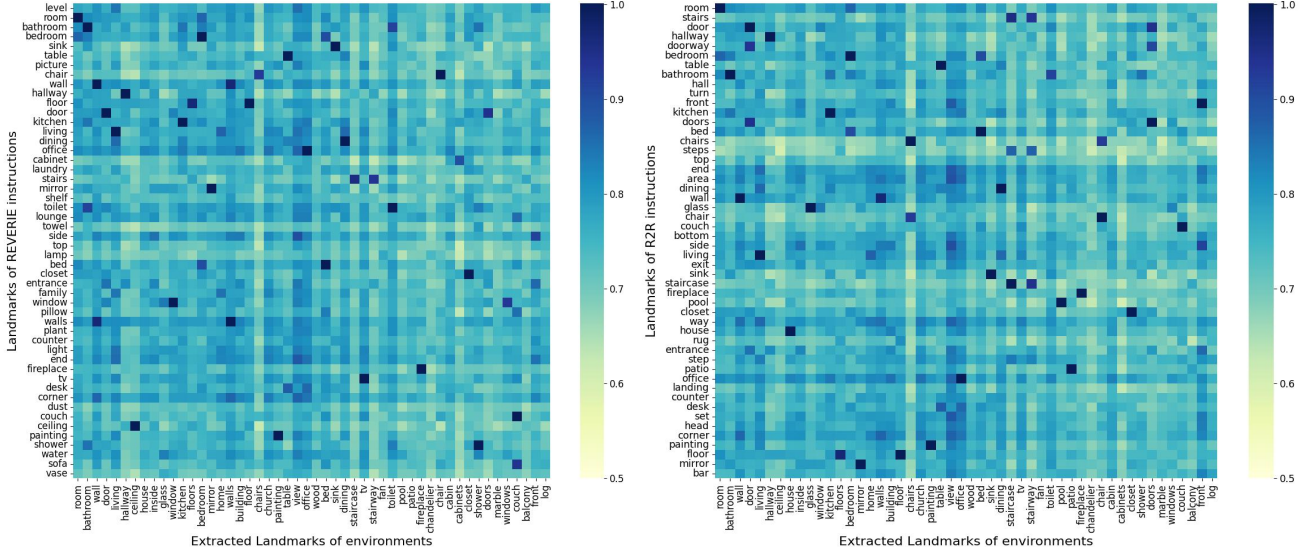 Landmarks of REVERIE instructions
level
room
bathroom
bedroom
sink
table
picture
chair
wall
hallway
floor
door
kitchen
living
dining
office
cabinet
laundry
stairs
mirror
shelf
toilet
lounge
towel
side
top
lamp
bed
closet
entrance
family
window
pillow
walls
plant
counter
light
end
fireplace
tv
desk
corner
dust
couch
ceiling
painting
shower
water
sofa
vase
room
bathroom
wall
door
living
hallway
ceiling
house
inside
glass
window
kitchen
floors
bedroom
mirror
home
walls
building
floor
chairs
church
painting
table
view
office
wood
bed
sink
dining
staircase
tv
stairway
fan
toilet
pool
patio
fireplace
chandelier
chair
cabin
cabinets
closet
shower
doors
marble
windows
couch
balcony
front
log
Extracted Landmarks of environments
1.0
0.9
0.8
0.7
0.6
0.5
Landmarks of R2R instructions
room
stairs
door
hallway
doorway
bedroom
table
bathroom
hall
turn
front
kitchen
doors
bed
chairs
steps
top
end
area
dining
wall
glass
chair
couch
bottom
side
living
exit
sink
staircase
fireplace
pool
closet
way
house
rug
entrance
step
patio
office
landing
counter
desk
set
head
corner
painting
floor
mirror
bar
room
bathroom
wall
door
living
hallway
ceiling
house
inside
glass
window
kitchen
floors
bedroom
mirror
home
walls
building
floor
chairs
church
painting
table
view
office
wood
bed
sink
dining
staircase
tv
stairway
fan
toilet
pool
patio
fireplace
chandelier
chair
cabin
cabinets
closet
shower
doors
marble
windows
couch
balcony
front
log
Extracted Landmarks of environments
1.0
0.9
0.8
0.7
0.6
0.5